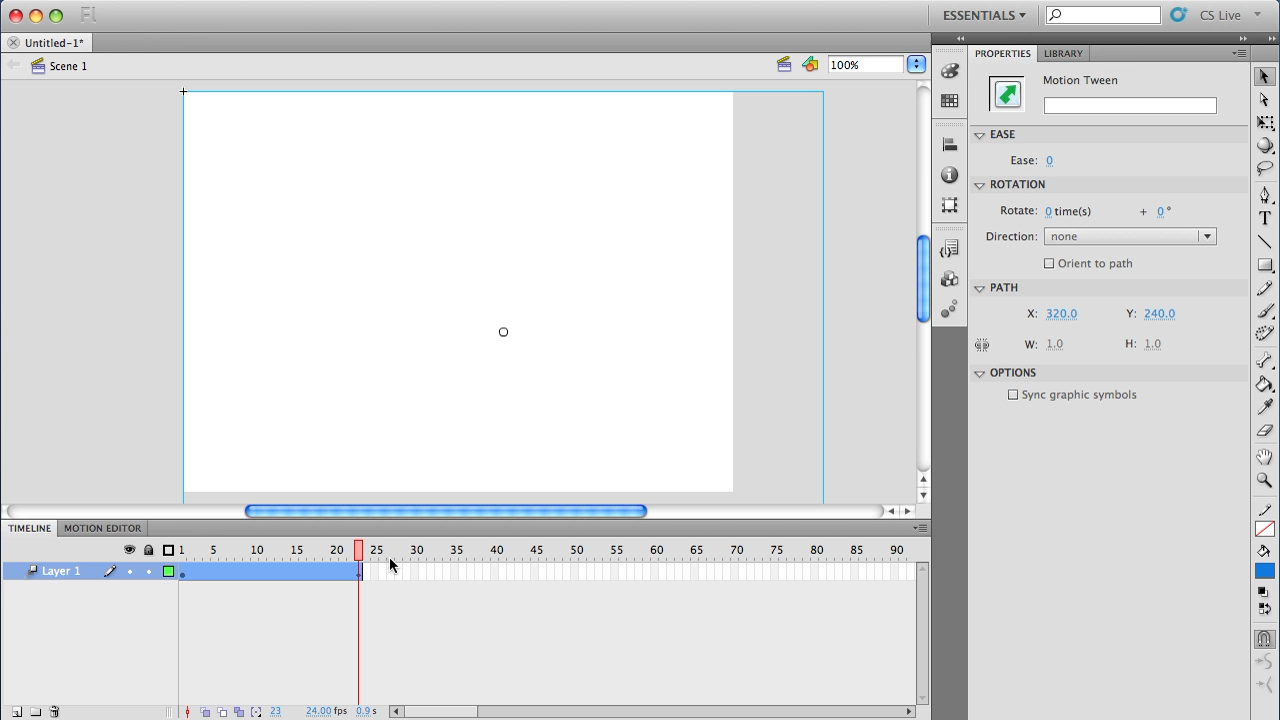 Fl
ESSENTIALS
CS Live
Untitled-1*
Scene 1
100%
PROPERTIES
LIBRARY
Motion Tween
EASE
Ease: 0
ROTATION
Rotate: 0 time(s) + 0 °
Direction: none
Orient to path
PATH
X: 320.0 Y: 240.0
W: 1.0 H: 1.0
OPTIONS
Sync graphic symbols
T
TIMELINE
MOTION EDITOR
1 5 10 15 20 25 30 35 40 45 50 55 60 65 70 75 80 85 90
Layer 1
23 24.00 fps 0.9 s